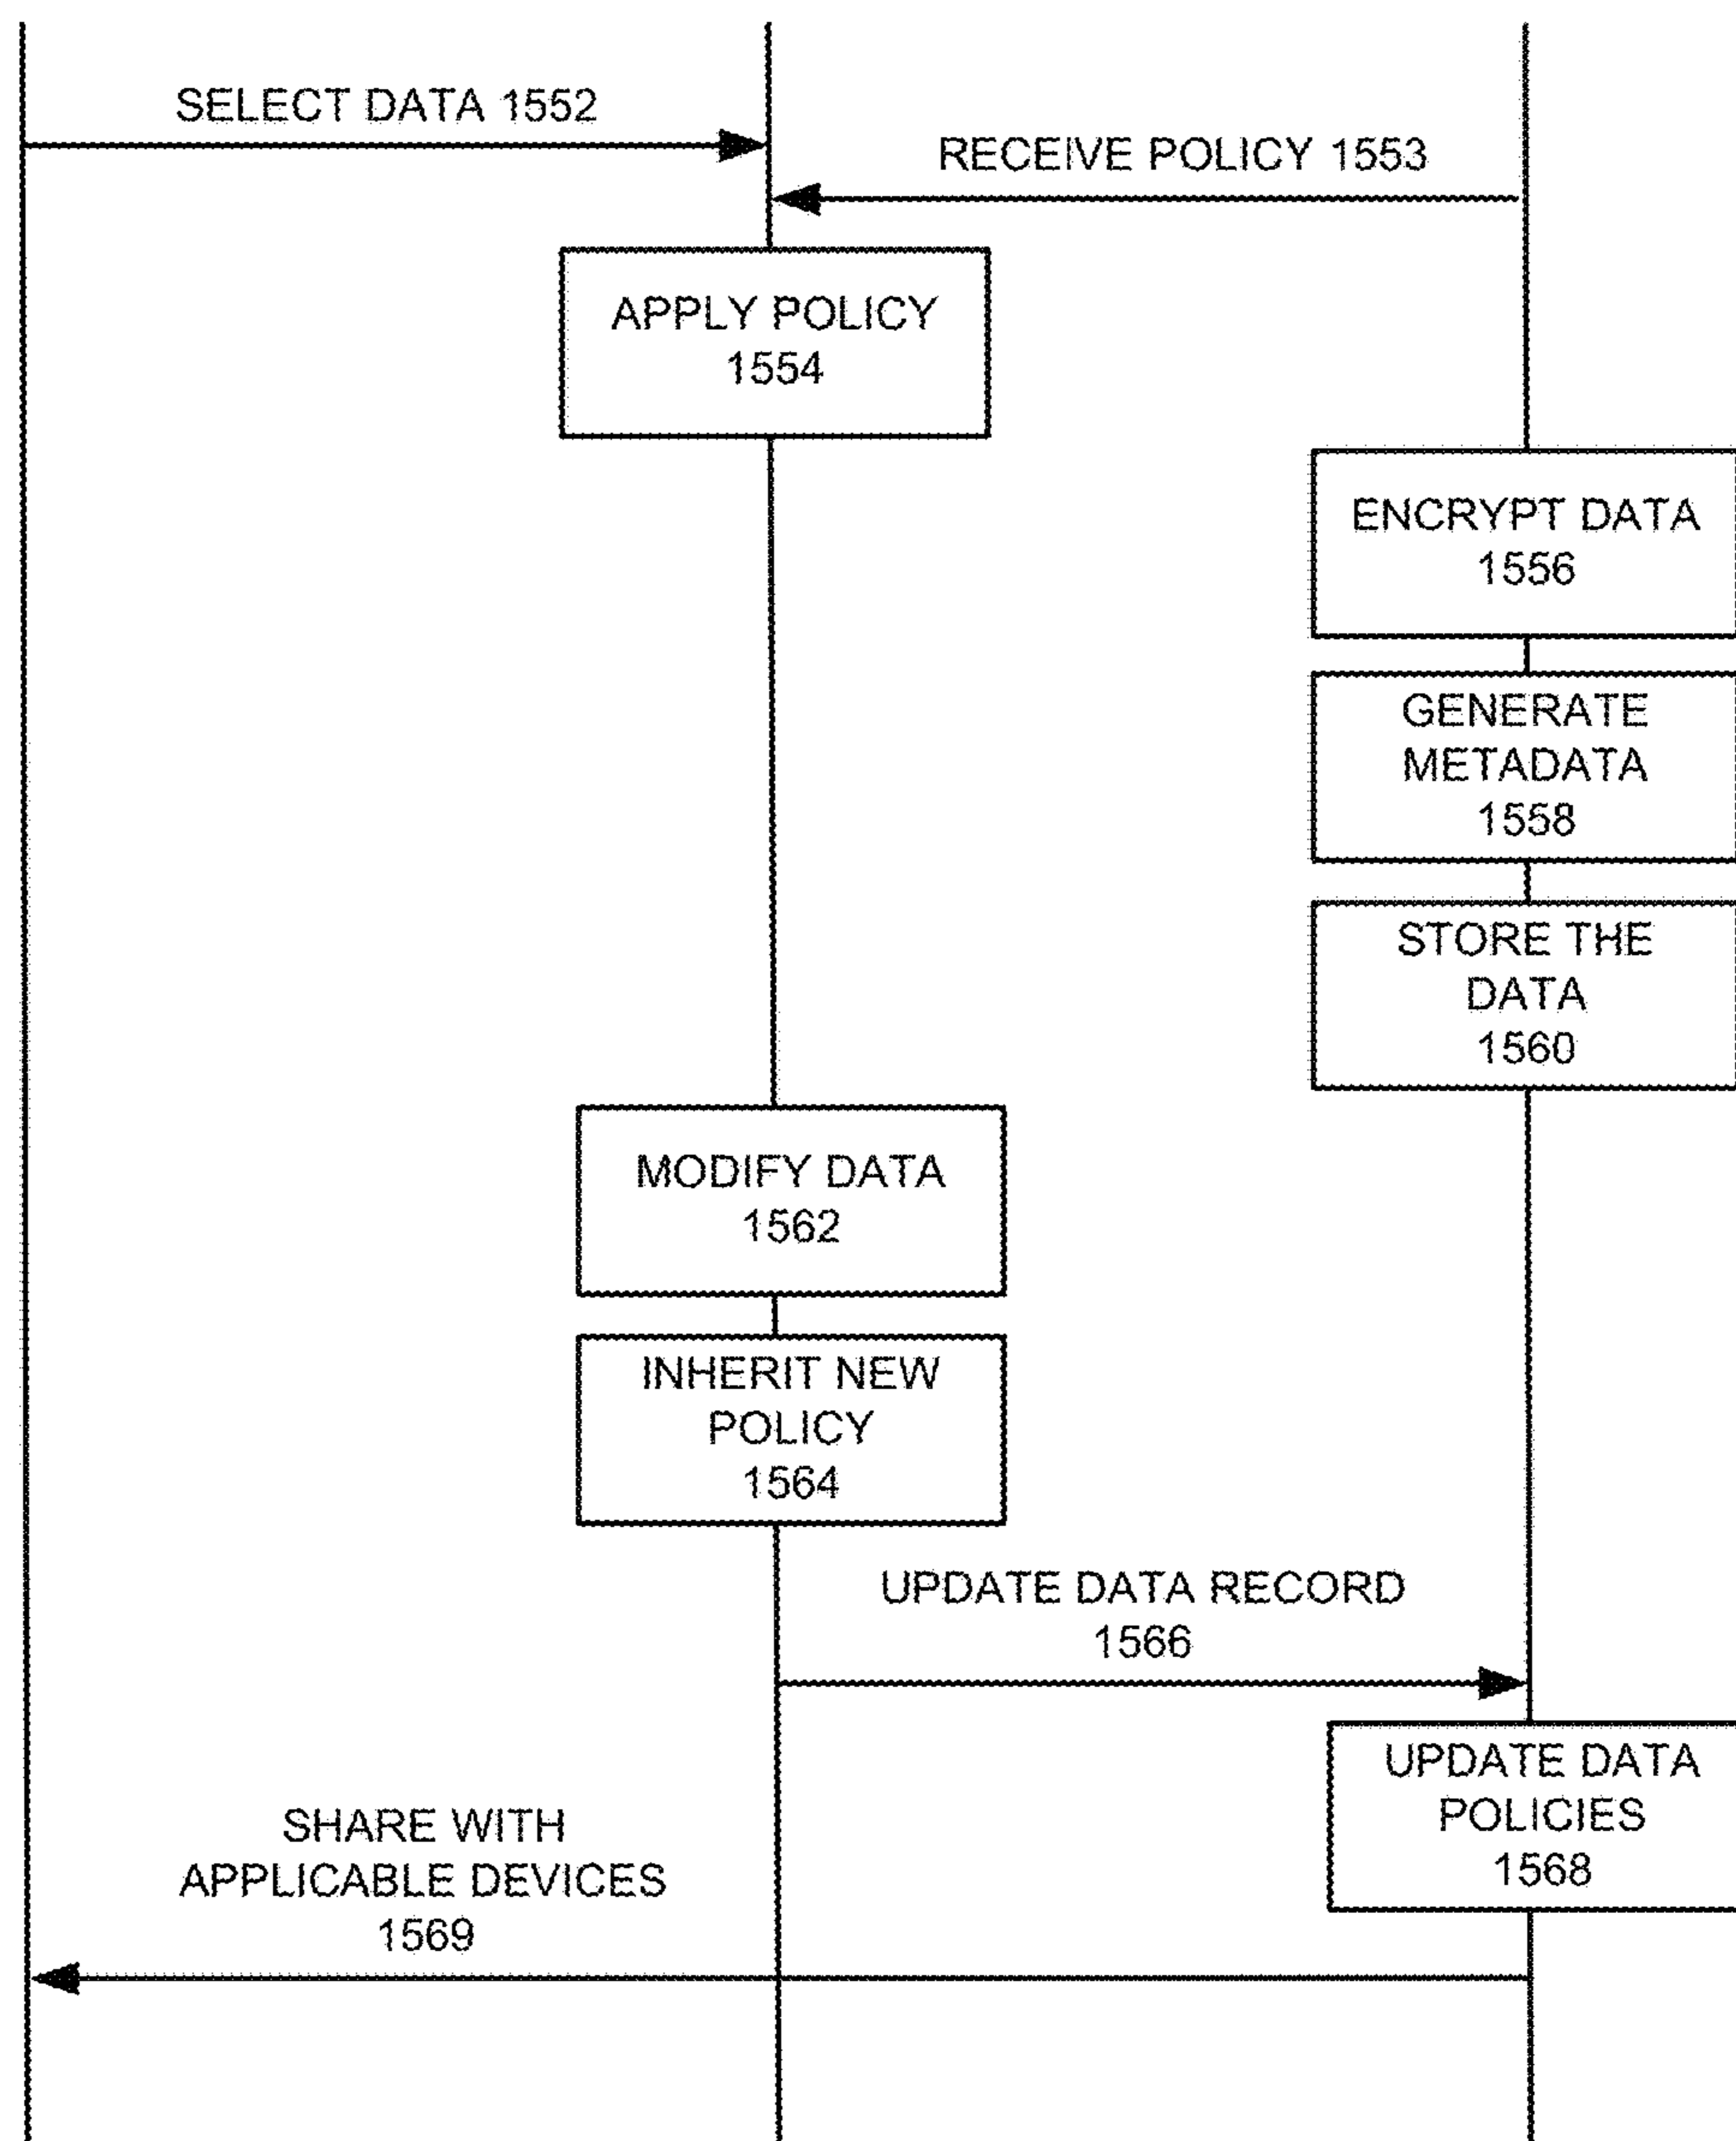 SELECT DATA 1552
RECEIVE POLICY 1553
APPLY POLICY
1554
ENCRYPT DATA
1556
GENERATE
METADATA
1558
STORE THE
DATA
1560
MODIFY DATA
1562
INHERIT NEW
POLICY
1564
UPDATE DATA RECORD
1566
UPDATE DATA
POLICIES
1568
SHARE WITH
APPLICABLE DEVICES
1569